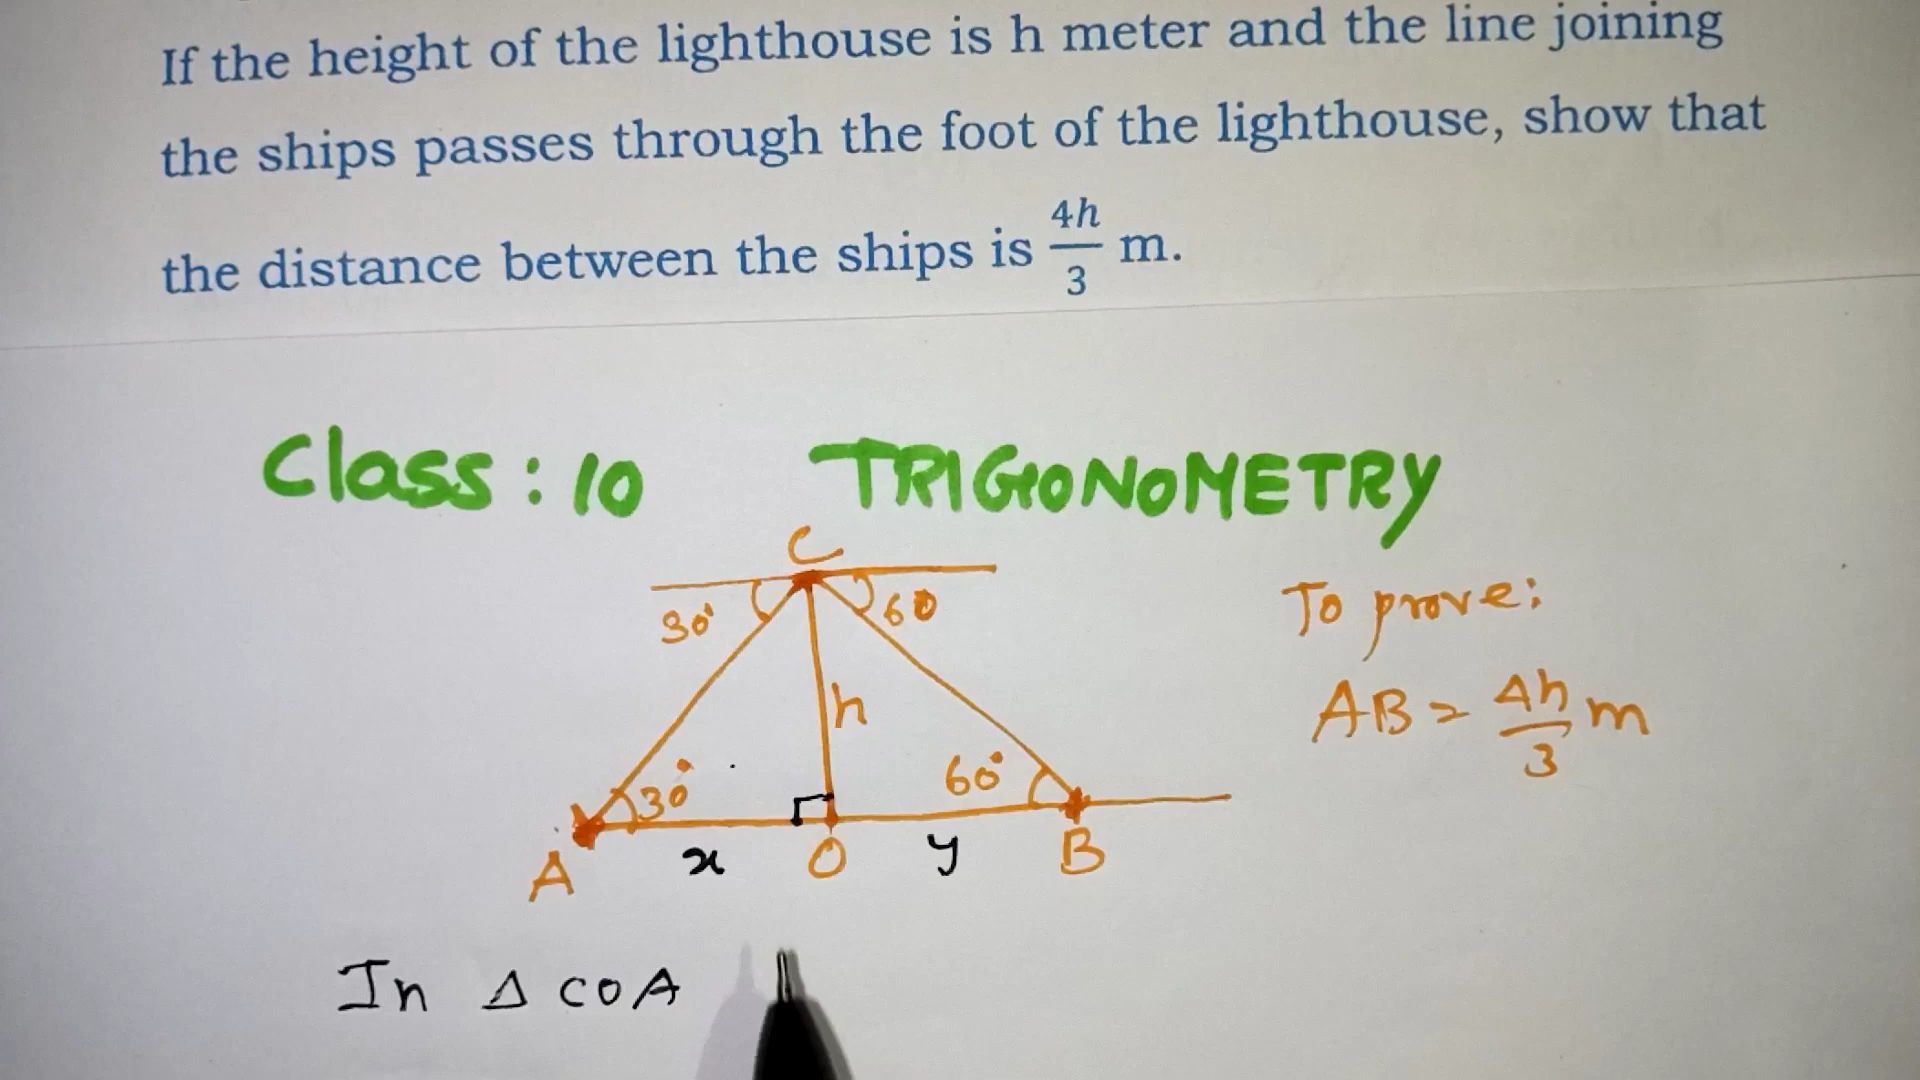 If the height of the lighthouse is h meter and the line joining
the ships passes through the foot of the lighthouse, show that
the distance between the ships is 4h/3 m.
Class: 10 TRIGONOMETRY
C
30° 60
To prove:
h
AB = 4h/3 m
30° 60°
A x O y B
In Δ COA